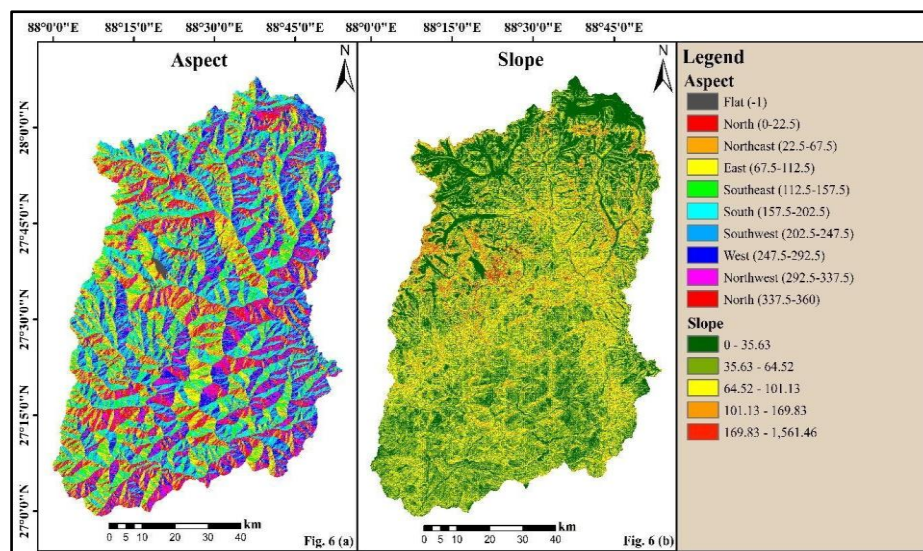 88°0'0"E 88°15'0"E 88°30'0"E 88°45'0"E 88°0'0"E 88°15'0"E 88°30'0"E 88°45'0"E
Aspect
N
28°0'0"N
27°45'0"N
27°30'0"N
27°15'0"N
27°0'0"N
km
0 5 10 20 30 40
Fig. 6 (a)
Slope
N
km
0 5 10 20 30 40
Fig. 6 (b)
Legend
Aspect
Flat (-1)
North (0-22.5)
Northeast (22.5-67.5)
East (67.5-112.5)
Southeast (112.5-157.5)
South (157.5-202.5)
Southwest (202.5-247.5)
West (247.5-292.5)
Northwest (292.5-337.5)
North (337.5-360)
Slope
0 - 35.63
35.63 - 64.52
64.52 - 101.13
101.13 - 169.83
169.83 - 1,561.46